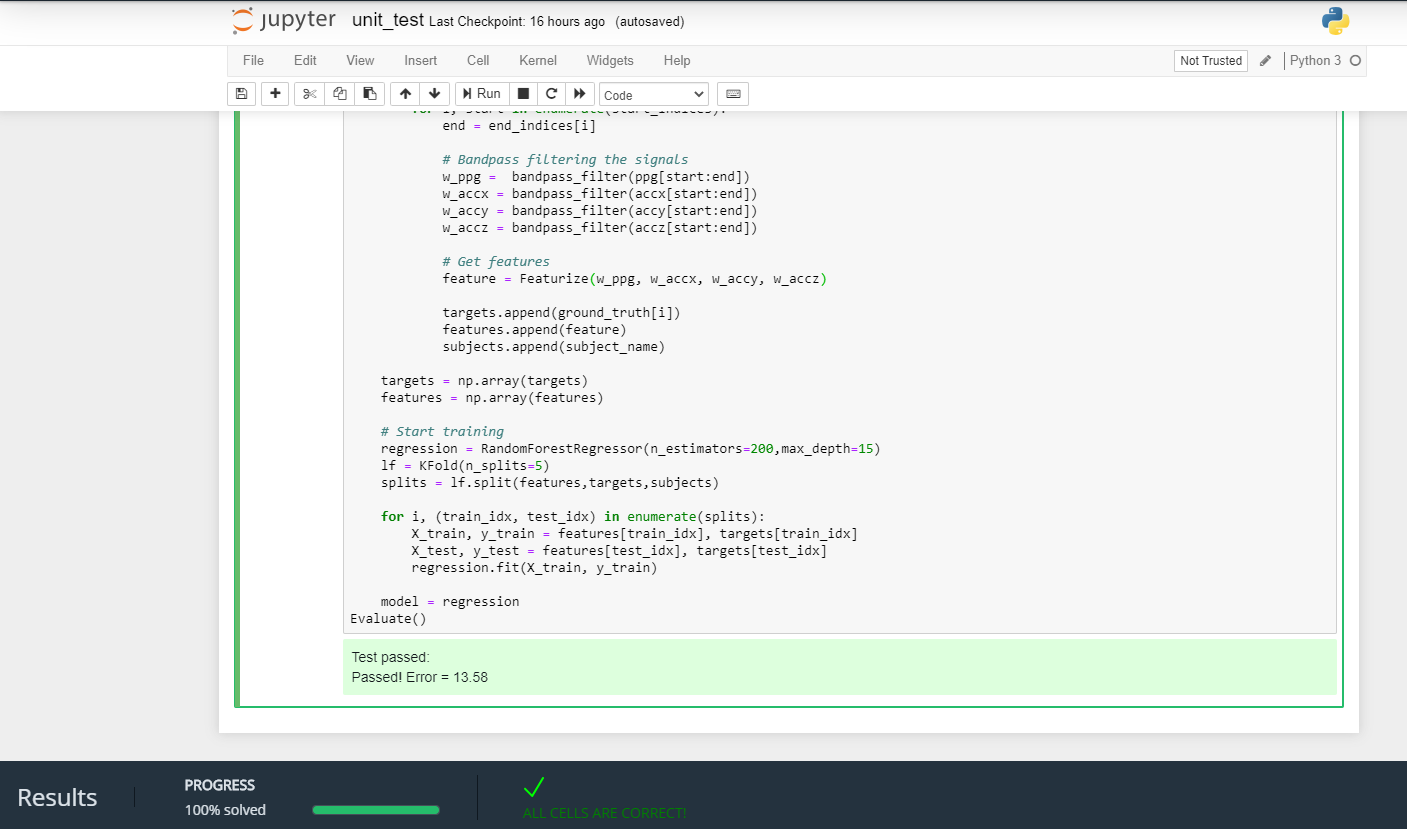 jupyter unit_test Last Checkpoint: 16 hours ago (autosaved)
File Edit View Insert Cell Kernel Widgets Help Not Trusted Python 3
Run Code
for i, start in enumerate(start_indices):
end = end_indices[i]
# Bandpass filtering the signals
w_ppg =  bandpass_filter(ppg[start:end])
w_accx = bandpass_filter(accx[start:end])
w_accy = bandpass_filter(accy[start:end])
w_accz = bandpass_filter(accz[start:end])
# Get features
feature = Featurize(w_ppg, w_accx, w_accy, w_accz)
targets.append(ground_truth[i])
features.append(feature)
subjects.append(subject_name)
targets = np.array(targets)
features = np.array(features)
# Start training
regression = RandomForestRegressor(n_estimators=200,max_depth=15)
lf = KFold(n_splits=5)
splits = lf.split(features,targets,subjects)
for i, (train_idx, test_idx) in enumerate(splits):
X_train, y_train = features[train_idx], targets[train_idx]
X_test, y_test = features[test_idx], targets[test_idx]
regression.fit(X_train, y_train)
model = regression
Evaluate()
Test passed:
Passed! Error = 13.58
Results
PROGRESS
100% solved
ALL CELLS ARE CORRECT!